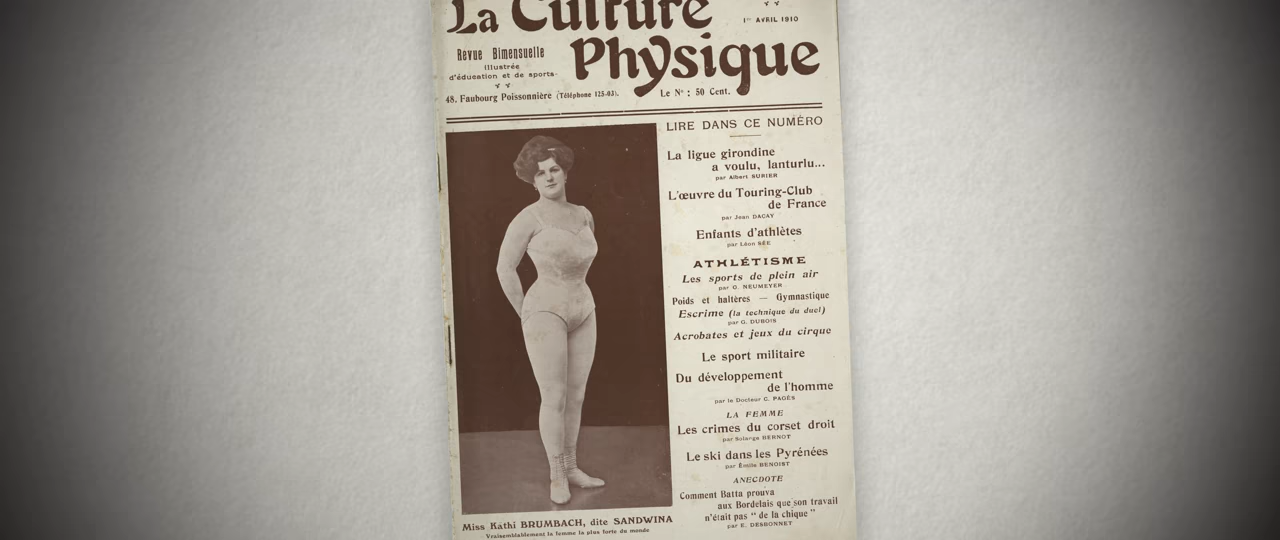 La Culture
1er AVRIL 1910
Physique
Revue Bimensuelle
illustrée
d'éducation et de sports
48, Faubourg Poissonnière (Téléphone 125-03).
Le No : 50 Cent.
LIRE DANS CE NUMÉRO
La ligue girondine
a voulu, lanturlu...
par Albert SURIER
L'œuvre du Touring-Club
de France
par Jean DACAY
Enfants d'athlètes
par Léon SÉE
ATHLÉTISME
Les sports de plein air
par O. NEUMEYER
Poids et haltères — Gymnastique
Escrime (la technique du duel)
par G. DUBOIS
Acrobates et jeux du cirque
Le sport militaire
Du développement
de l'homme
par le Docteur C. PAGÈS
LA FEMME
Les crimes du corset droit
par Solange BERNOT
Le ski dans les Pyrénées
par Émile BENOIST
ANECDOTE
Comment Batta prouva
aux Bordelais que son travail
n'était pas " de la chique "
par E. DESBONNET
Miss Kathi BRUMBACH, dite SANDWINA
Vraisemblablement la femme la plus forte du monde